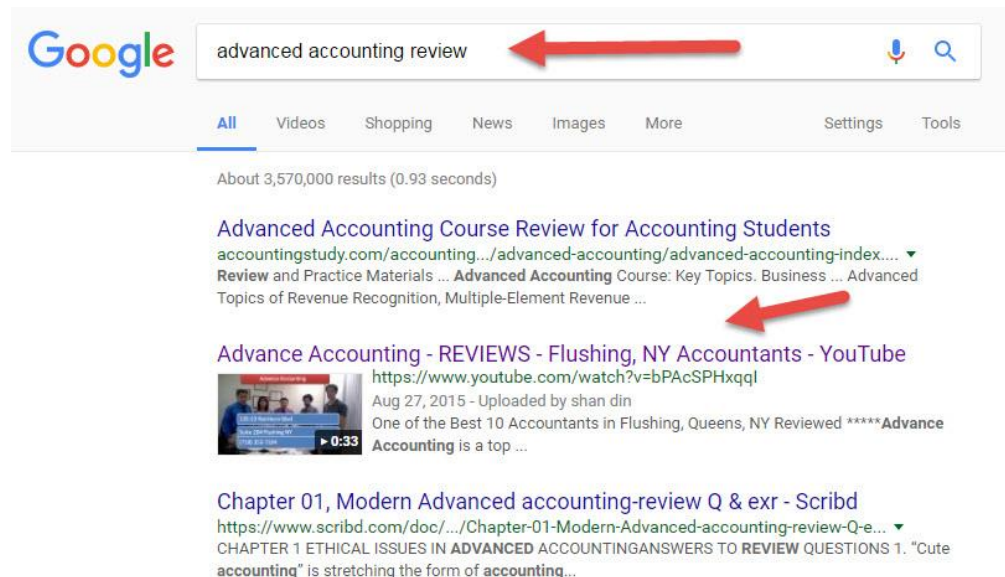 Google
advanced accounting review
All Videos Shopping News Images More Settings Tools
About 3,570,000 results (0.93 seconds)
Advanced Accounting Course Review for Accounting Students
accountingstudy.com/accounting.../advanced-accounting/advanced-accounting-index....
Review and Practice Materials ... Advanced Accounting Course: Key Topics. Business ... Advanced
Topics of Revenue Recognition, Multiple-Element Revenue ...
Advance Accounting - REVIEWS - Flushing, NY Accountants - YouTube
https://www.youtube.com/watch?v=bPAcSPHxqqI
Aug 27, 2015 - Uploaded by shan din
One of the Best 10 Accountants in Flushing, Queens, NY Reviewed *****Advance
Accounting is a top ...
Advance Accounting
0:33
Chapter 01, Modern Advanced accounting-review Q & exr - Scribd
https://www.scribd.com/doc/.../Chapter-01-Modern-Advanced-accounting-review-Q-e...
CHAPTER 1 ETHICAL ISSUES IN ADVANCED ACCOUNTINGANSWERS TO REVIEW QUESTIONS 1. “Cute
accounting” is stretching the form of accounting...